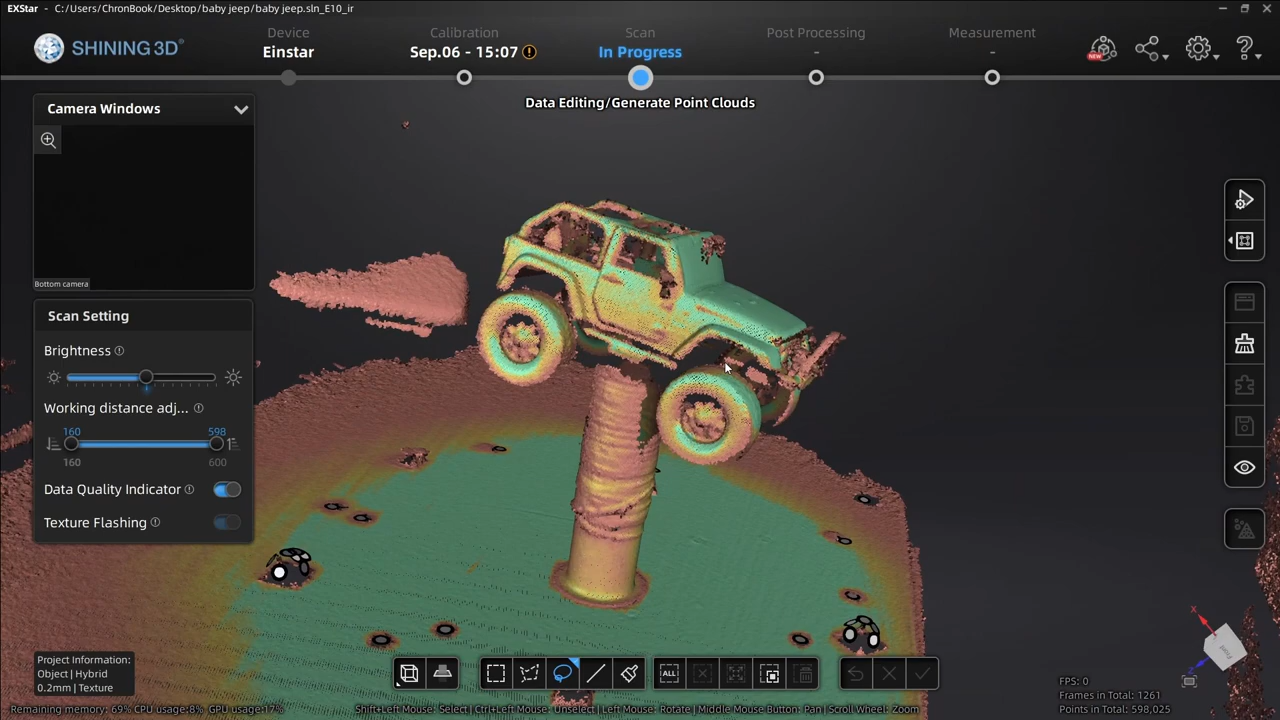 EXStar - C:/Users/ChronBook/Desktop/baby jeep/baby jeep.sln_E10_ir
SHINING 3D®
Device
Einstar
Calibration
Sep.06 - 15:07
Scan
In Progress
Post Processing
-
Measurement
-
NEW
Data Editing/Generate Point Clouds
Camera Windows
Bottom camera
Scan Setting
Brightness
Working distance adj...
160 598
160 600
Data Quality Indicator
Texture Flashing
Project Information:
Object | Hybrid
0.2mm | Texture
ALL
X
Front
FPS: 0
Frames in Total: 1261
Points in Total: 598,025
Remaining memory: 69% CPU usage:8% GPU usage:17%
Shift+Left Mouse: Select | Ctrl+Left Mouse: Unselect | Left Mouse: Rotate | Middle Mouse Button: Pan | Scroll Wheel: Zoom